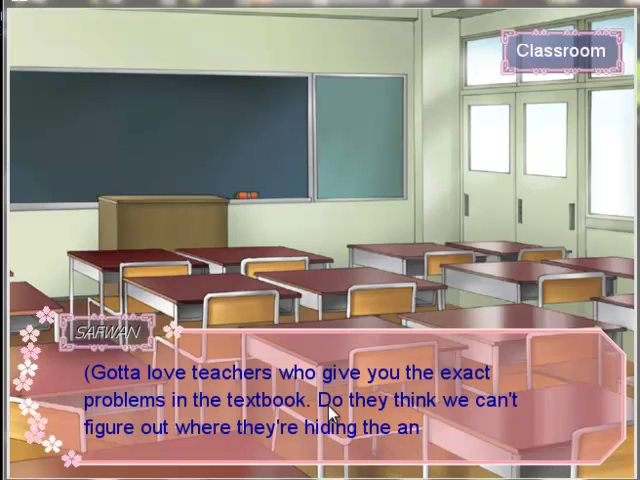 Classroom
SAFWAN
(Gotta love teachers who give you the exact
problems in the textbook. Do they think we can't
figure out where they're hiding the an